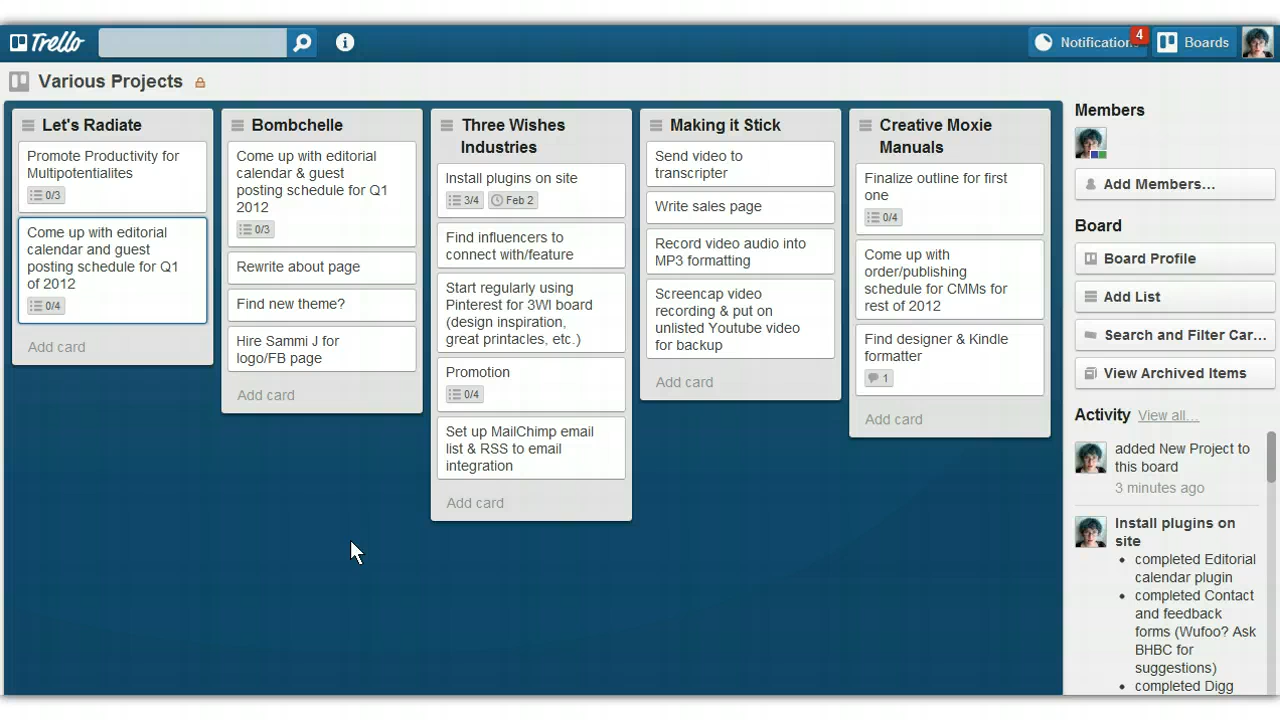 Trello
Notification
4
Boards
Various Projects
Let's Radiate
Promote Productivity for
Multipotentialites
0/3
Come up with editorial
calendar and guest
posting schedule for Q1
of 2012
0/4
Add card
Bombchelle
Come up with editorial
calendar & guest
posting schedule for Q1
2012
0/3
Rewrite about page
Find new theme?
Hire Sammi J for
logo/FB page
Add card
Three Wishes
Industries
Install plugins on site
3/4 Feb 2
Find influencers to
connect with/feature
Start regularly using
Pinterest for 3WI board
(design inspiration,
great printacles, etc.)
Promotion
0/4
Set up MailChimp email
list & RSS to email
integration
Add card
Making it Stick
Send video to
transcripter
Write sales page
Record video audio into
MP3 formatting
Screencap video
recording & put on
unlisted Youtube video
for backup
Add card
Creative Moxie
Manuals
Finalize outline for first
one
0/4
Come up with
order/publishing
schedule for CMMs for
rest of 2012
Find designer & Kindle
formatter
1
Add card
Members
Add Members...
Board
Board Profile
Add List
Search and Filter Car...
View Archived Items
Activity View all...
added New Project to
this board
3 minutes ago
Install plugins on
site
• completed Editorial
calendar plugin
• completed Contact
and feedback
forms (Wufoo? Ask
BHBC for
suggestions)
• completed Digg